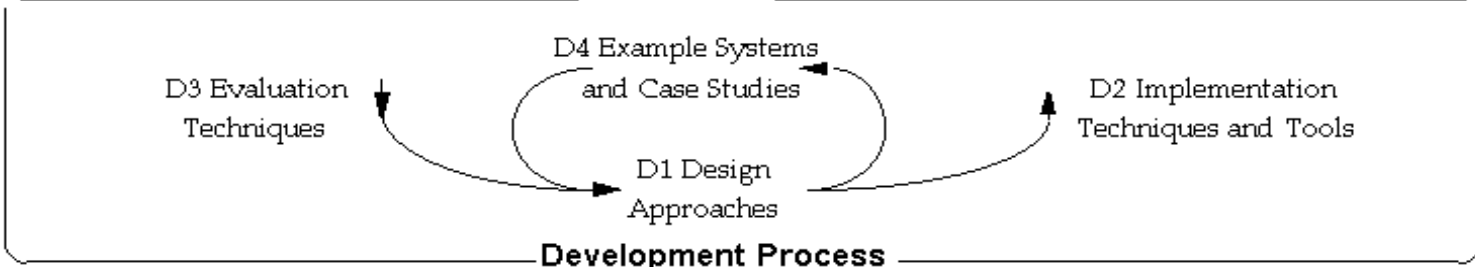 D4 Example Systems
and Case Studies
D3 Evaluation
Techniques
D2 Implementation
Techniques and Tools
D1 Design
Approaches
Development Process